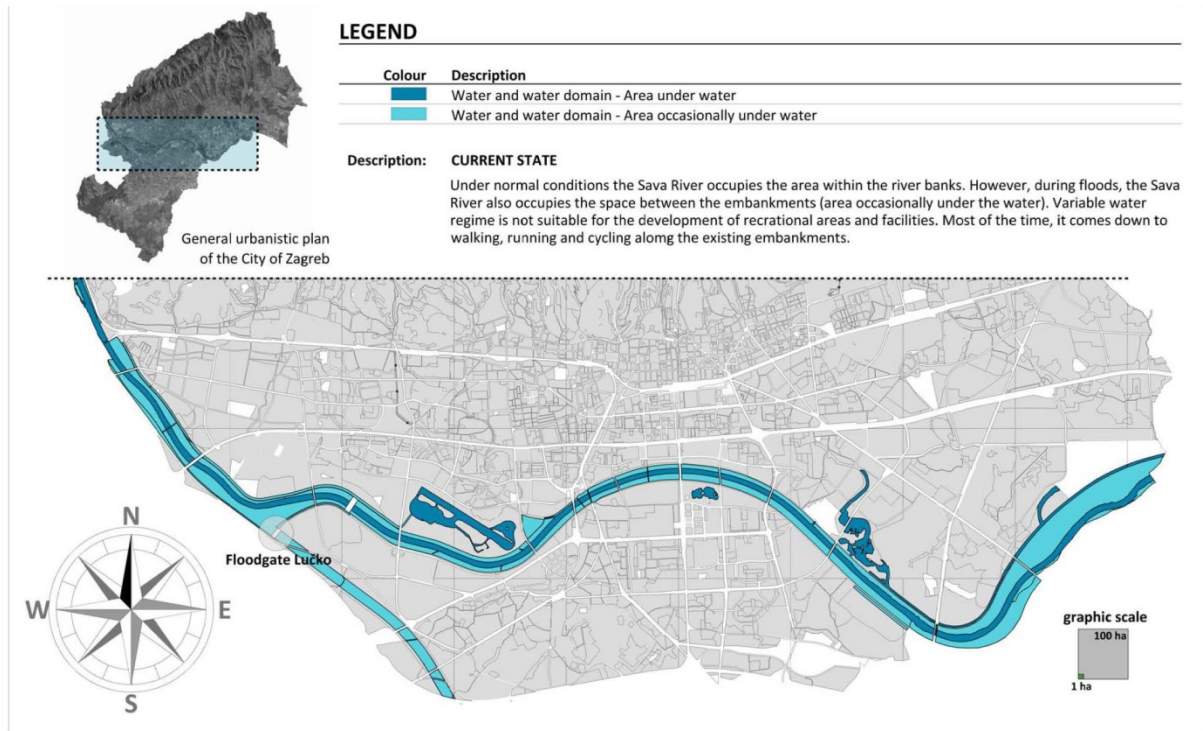 LEGEND
Colour Description
Water and water domain - Area under water
Water and water domain - Area occasionally under water
Description: CURRENT STATE
Under normal conditions the Sava River occupies the area within the river banks. However, during floods, the Sava
River also occupies the space between the embankments (area occasionally under the water). Variable water
regime is not suitable for the development of recrational areas and facilities. Most of the time, it comes down to
walking, running and cycling alomg the existing embankments.
General urbanistic plan
of the City of Zagreb
Floodgate Lučko
N
W
E
S
graphic scale
100 ha
1 ha